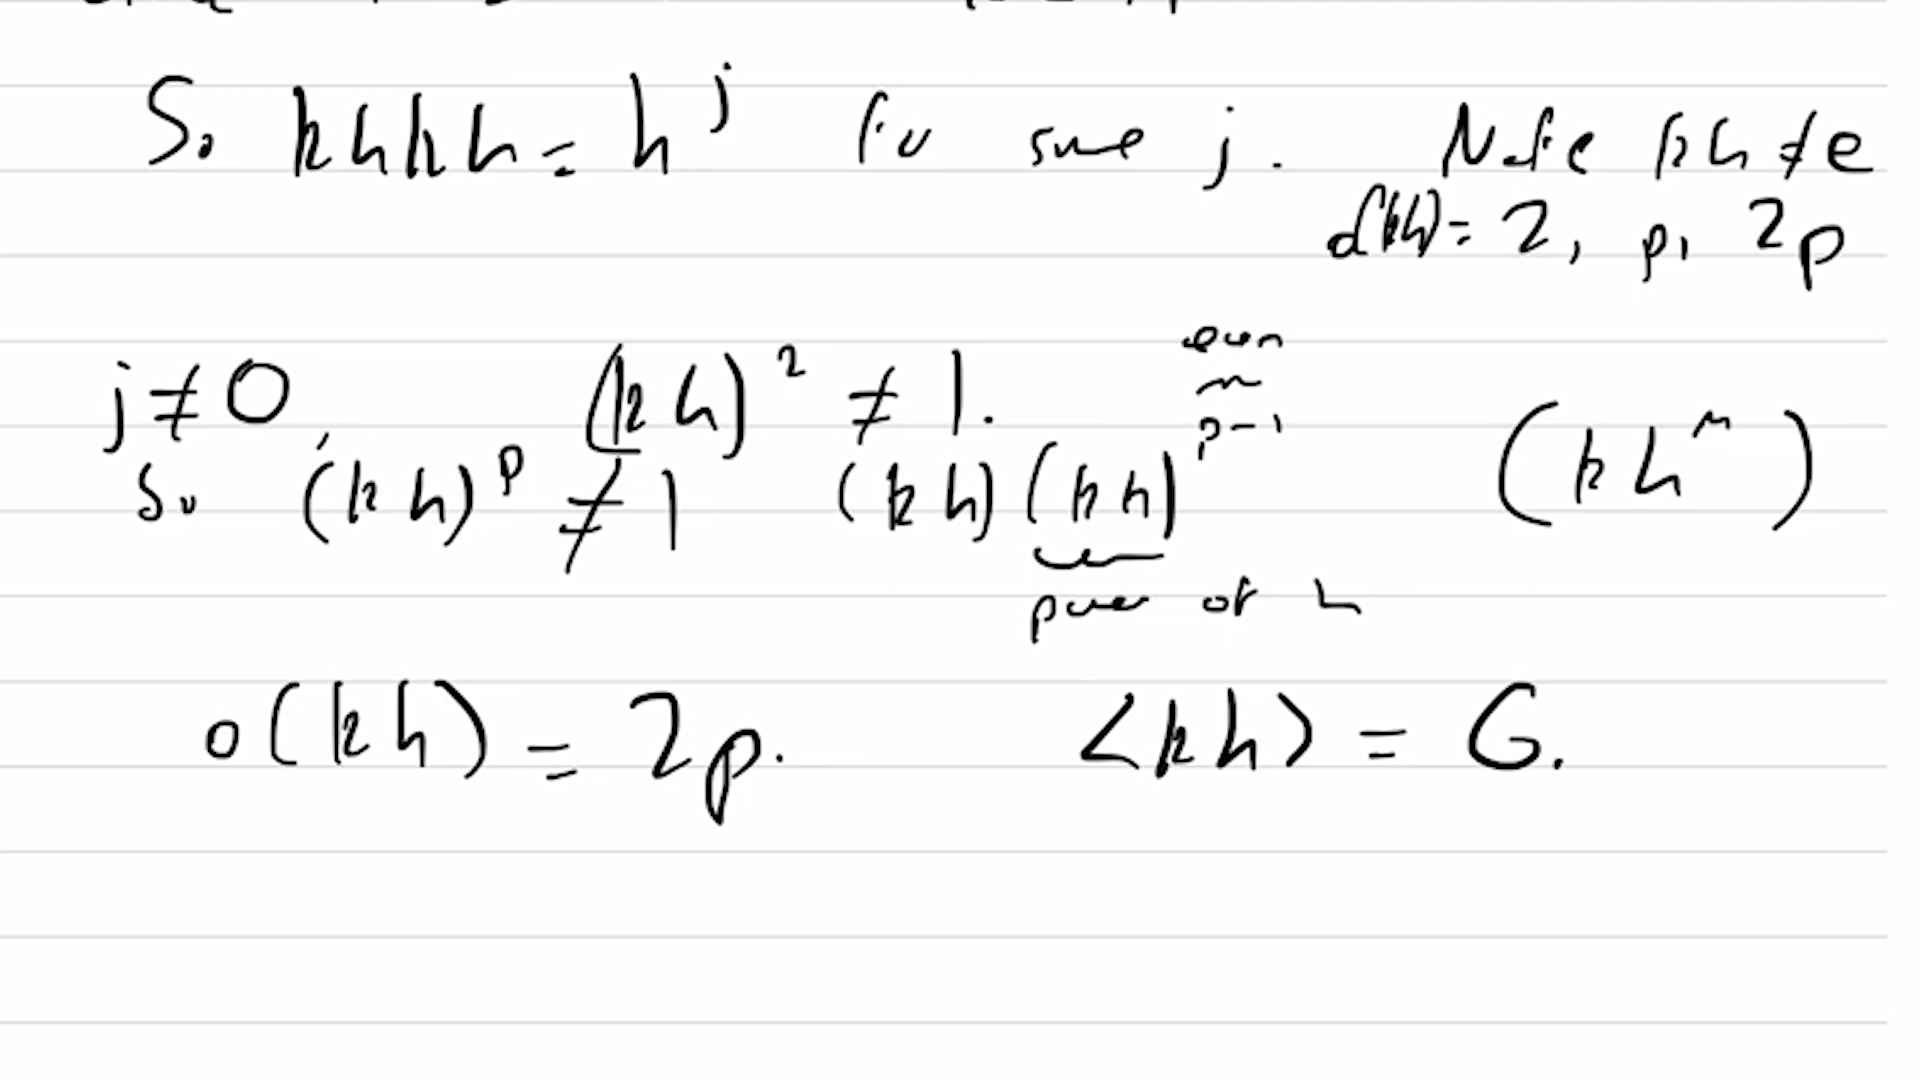 So khkh = h^j for some j. Note kh ≠ e
o(kh) = 2, p, 2p
j ≠ 0, (kh)^2 ≠ 1.
So (kh)^p ≠ 1 (kh)(kh)^{p-1} even (kh^m)
power of h
o(kh) = 2p. <kh> = G.